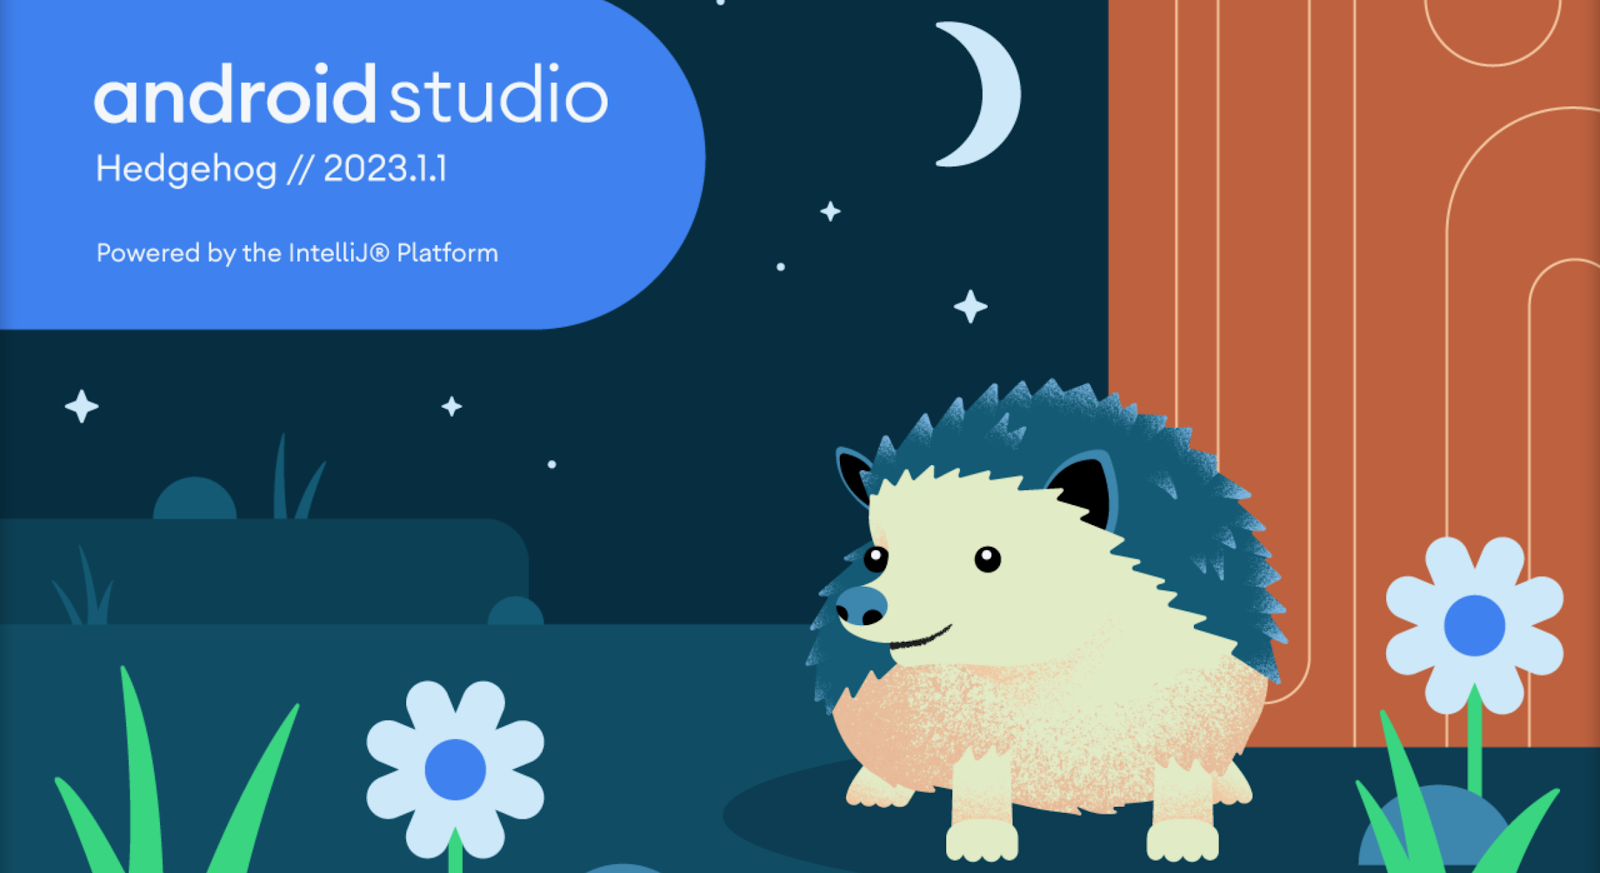 android studio
Hedgehog // 2023.1.1
Powered by the IntelliJ® Platform